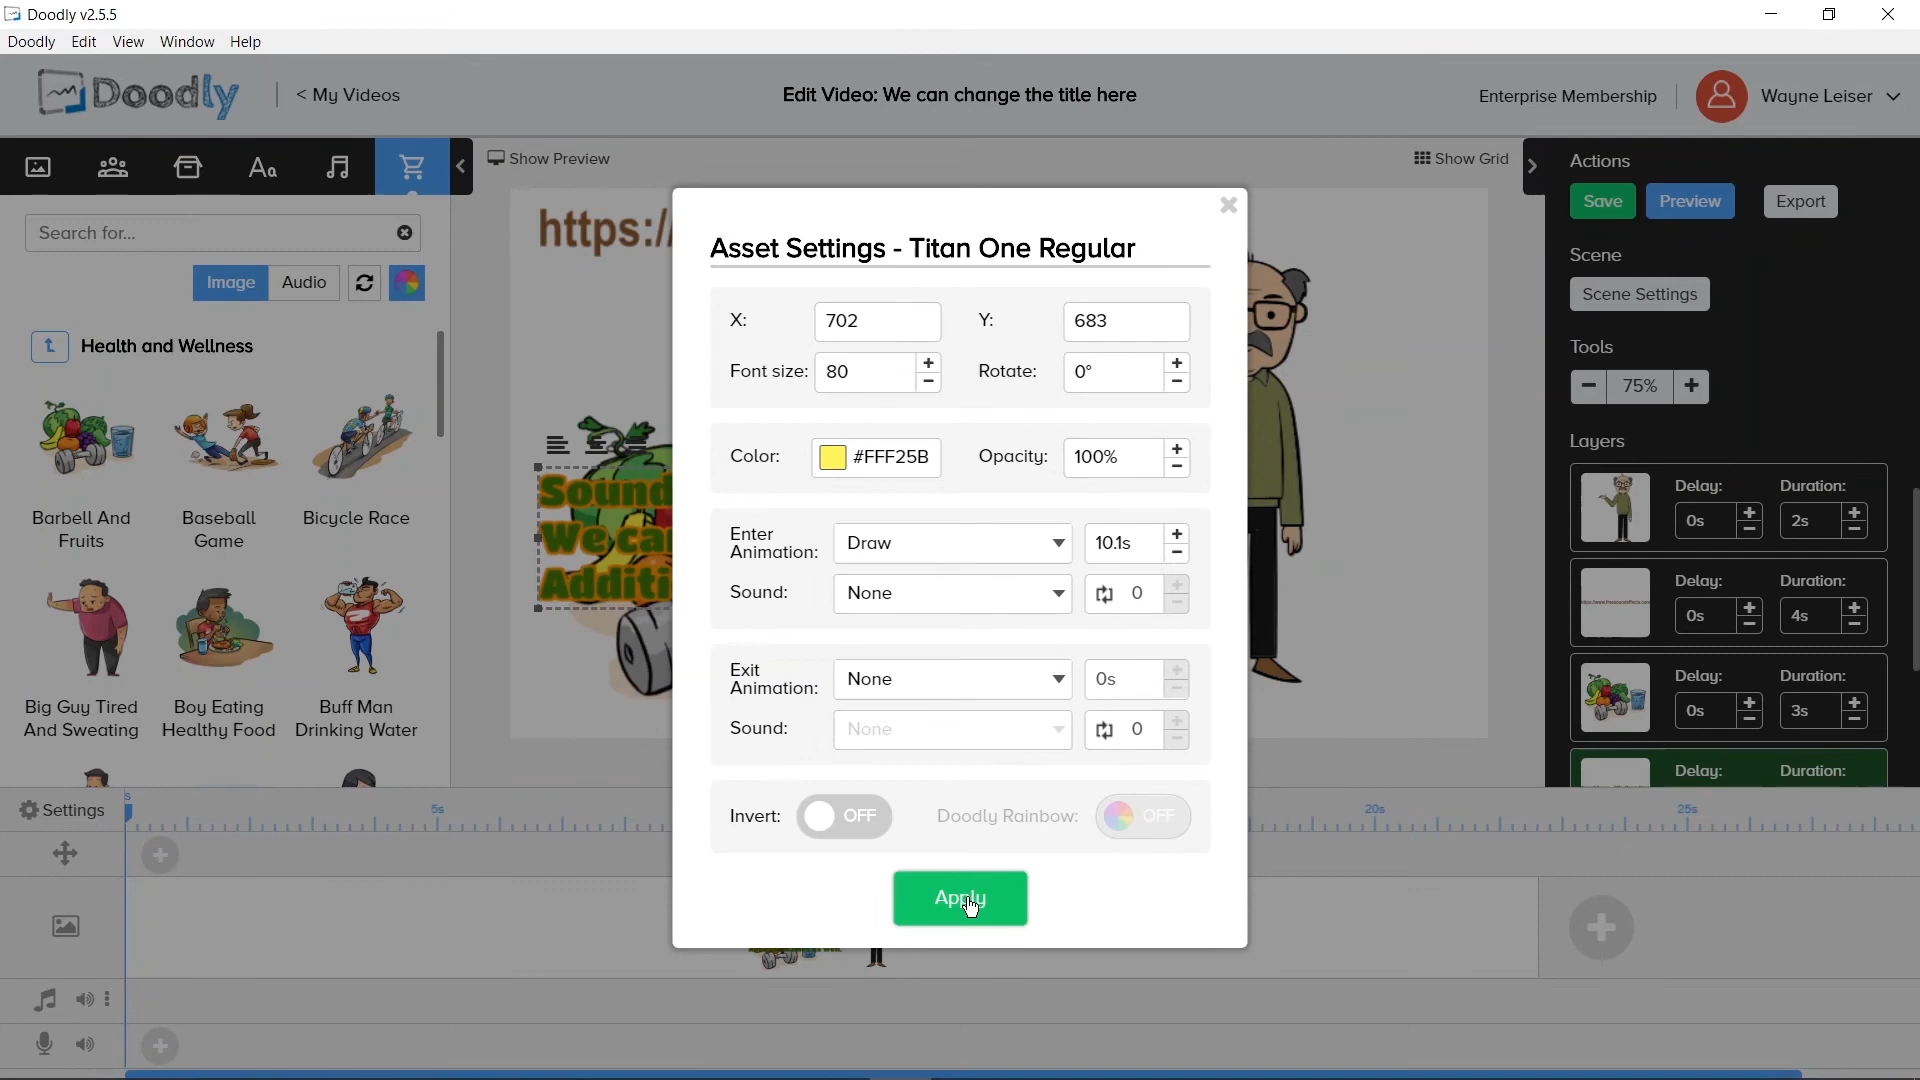 Doodly v2.5.5
Doodly Edit View Window Help
Doodly
< My Videos
Edit Video: We can change the title here
Enterprise Membership
Wayne Leiser
Aa
Show Preview
Show Grid
Search for...
Image Audio
Health and Wellness
Barbell And
Fruits
Baseball
Game
Bicycle Race
Big Guy Tired
And Sweating
Boy Eating
Healthy Food
Buff Man
Drinking Water
https:/
Sound
We can
Additi
Asset Settings - Titan One Regular
X: 702 Y: 683
Font size: 80 + - Rotate: 0° + -
Color: #FFF25B Opacity: 100% + -
Enter
Animation: Draw 10.1s + -
Sound: None 0 + -
Exit
Animation: None 0s + -
Sound: None 0 + -
Invert: OFF Doodly Rainbow: OFF
Apply
Actions
Save Preview Export
Scene
Scene Settings
Tools
- 75% +
Layers
Delay: Duration:
0s + - 2s + -
Delay: Duration:
0s + - 4s + -
Delay: Duration:
0s + - 3s + -
Delay: Duration:
Settings
s 5s 20s 25s